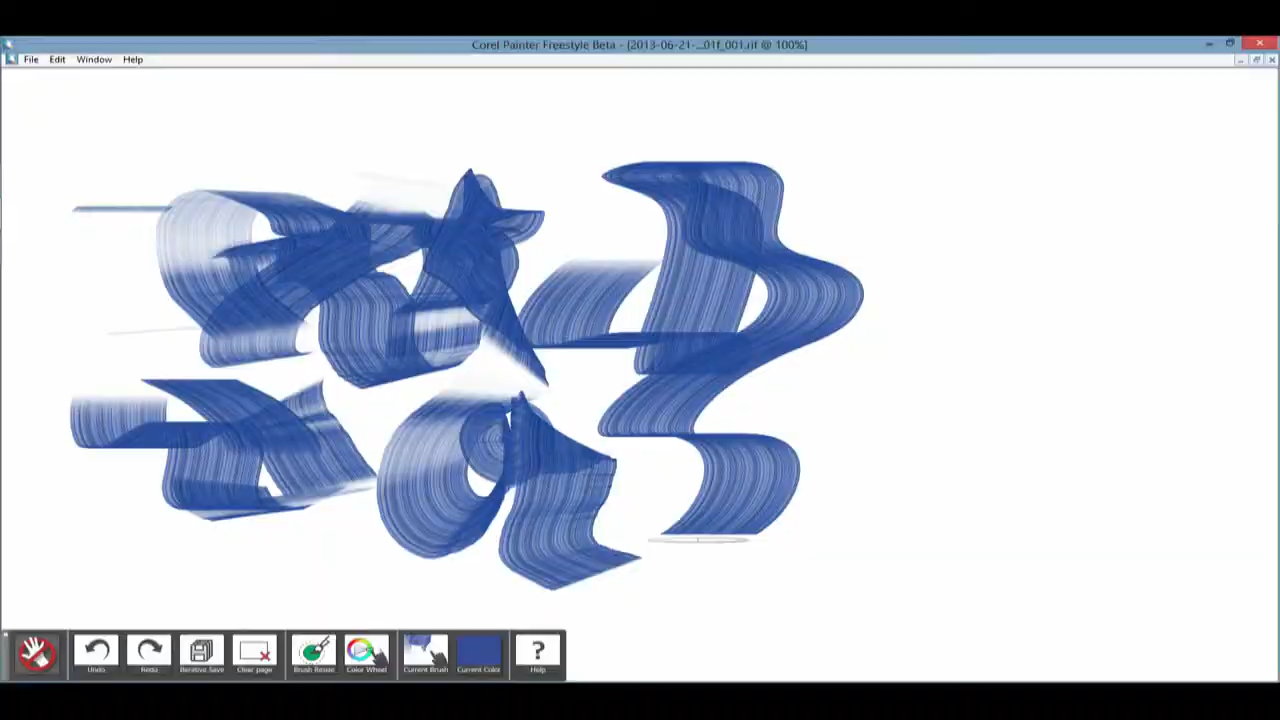 Corel Painter Freestyle Beta - [2013-06-21-..._01f_001.rif @ 100%]
File Edit Window Help
Undo Redo Iterative Save Clear page Brush Resize Color Wheel Current Brush Current Color ? Help